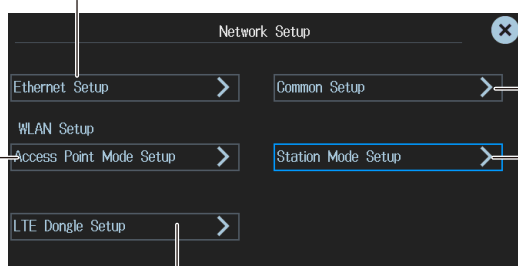 Network Setup
Ethernet Setup
Common Setup
WLAN Setup
Access Point Mode Setup
Station Mode Setup
LTE Dongle Setup